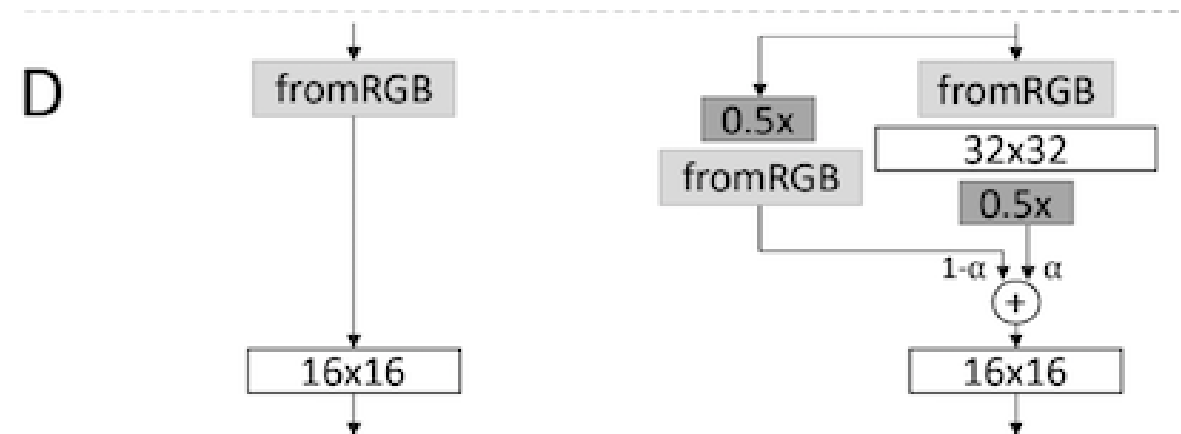 D
fromRGB
16x16
0.5x
fromRGB
fromRGB
32x32
0.5x
1-α
α
+
16x16